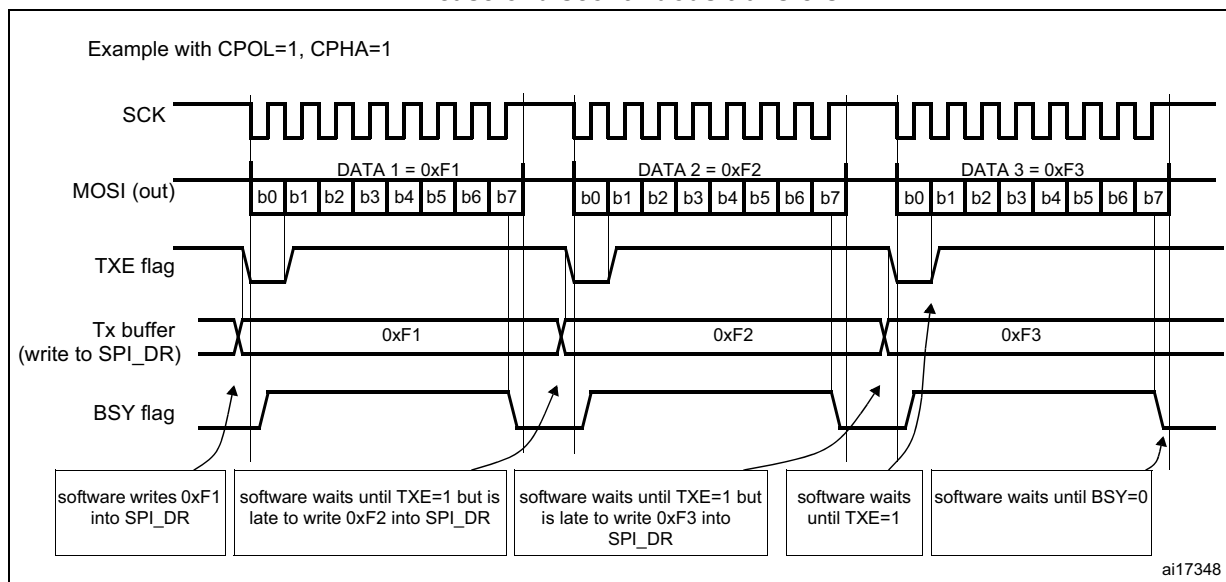 Example with CPOL=1, CPHA=1
SCK
DATA 1 = 0xF1
DATA 2 = 0xF2
DATA 3 = 0xF3
MOSI (out)
b0 b1 b2 b3 b4 b5 b6 b7
b0 b1 b2 b3 b4 b5 b6 b7
b0 b1 b2 b3 b4 b5 b6 b7
TXE flag
Tx buffer
(write to SPI_DR)
0xF1
0xF2
0xF3
BSY flag
software writes 0xF1
into SPI_DR
software waits until TXE=1 but is
late to write 0xF2 into SPI_DR
software waits until TXE=1 but
is late to write 0xF3 into
SPI_DR
software waits
until TXE=1
software waits until BSY=0
ai17348